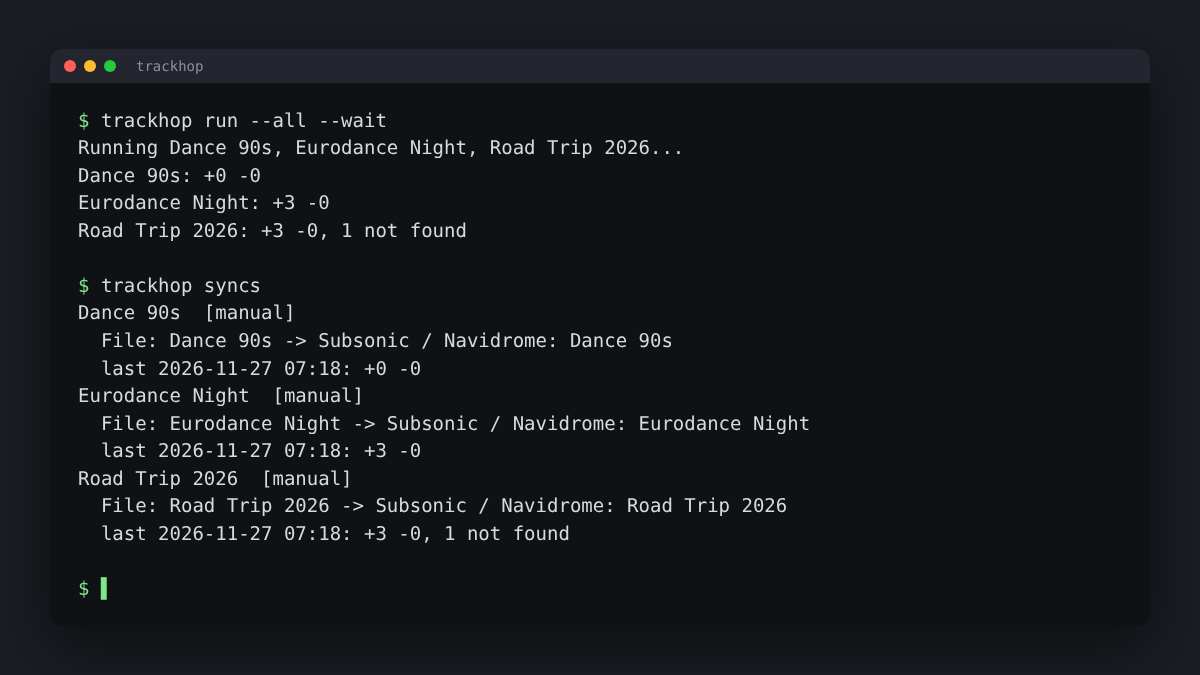 trackhop
$ trackhop run --all --wait
Running Dance 90s, Eurodance Night, Road Trip 2026...
Dance 90s: +0 -0
Eurodance Night: +3 -0
Road Trip 2026: +3 -0, 1 not found
$ trackhop syncs
Dance 90s  [manual]
  File: Dance 90s -> Subsonic / Navidrome: Dance 90s
  last 2026-11-27 07:18: +0 -0
Eurodance Night  [manual]
  File: Eurodance Night -> Subsonic / Navidrome: Eurodance Night
  last 2026-11-27 07:18: +3 -0
Road Trip 2026  [manual]
  File: Road Trip 2026 -> Subsonic / Navidrome: Road Trip 2026
  last 2026-11-27 07:18: +3 -0, 1 not found
$